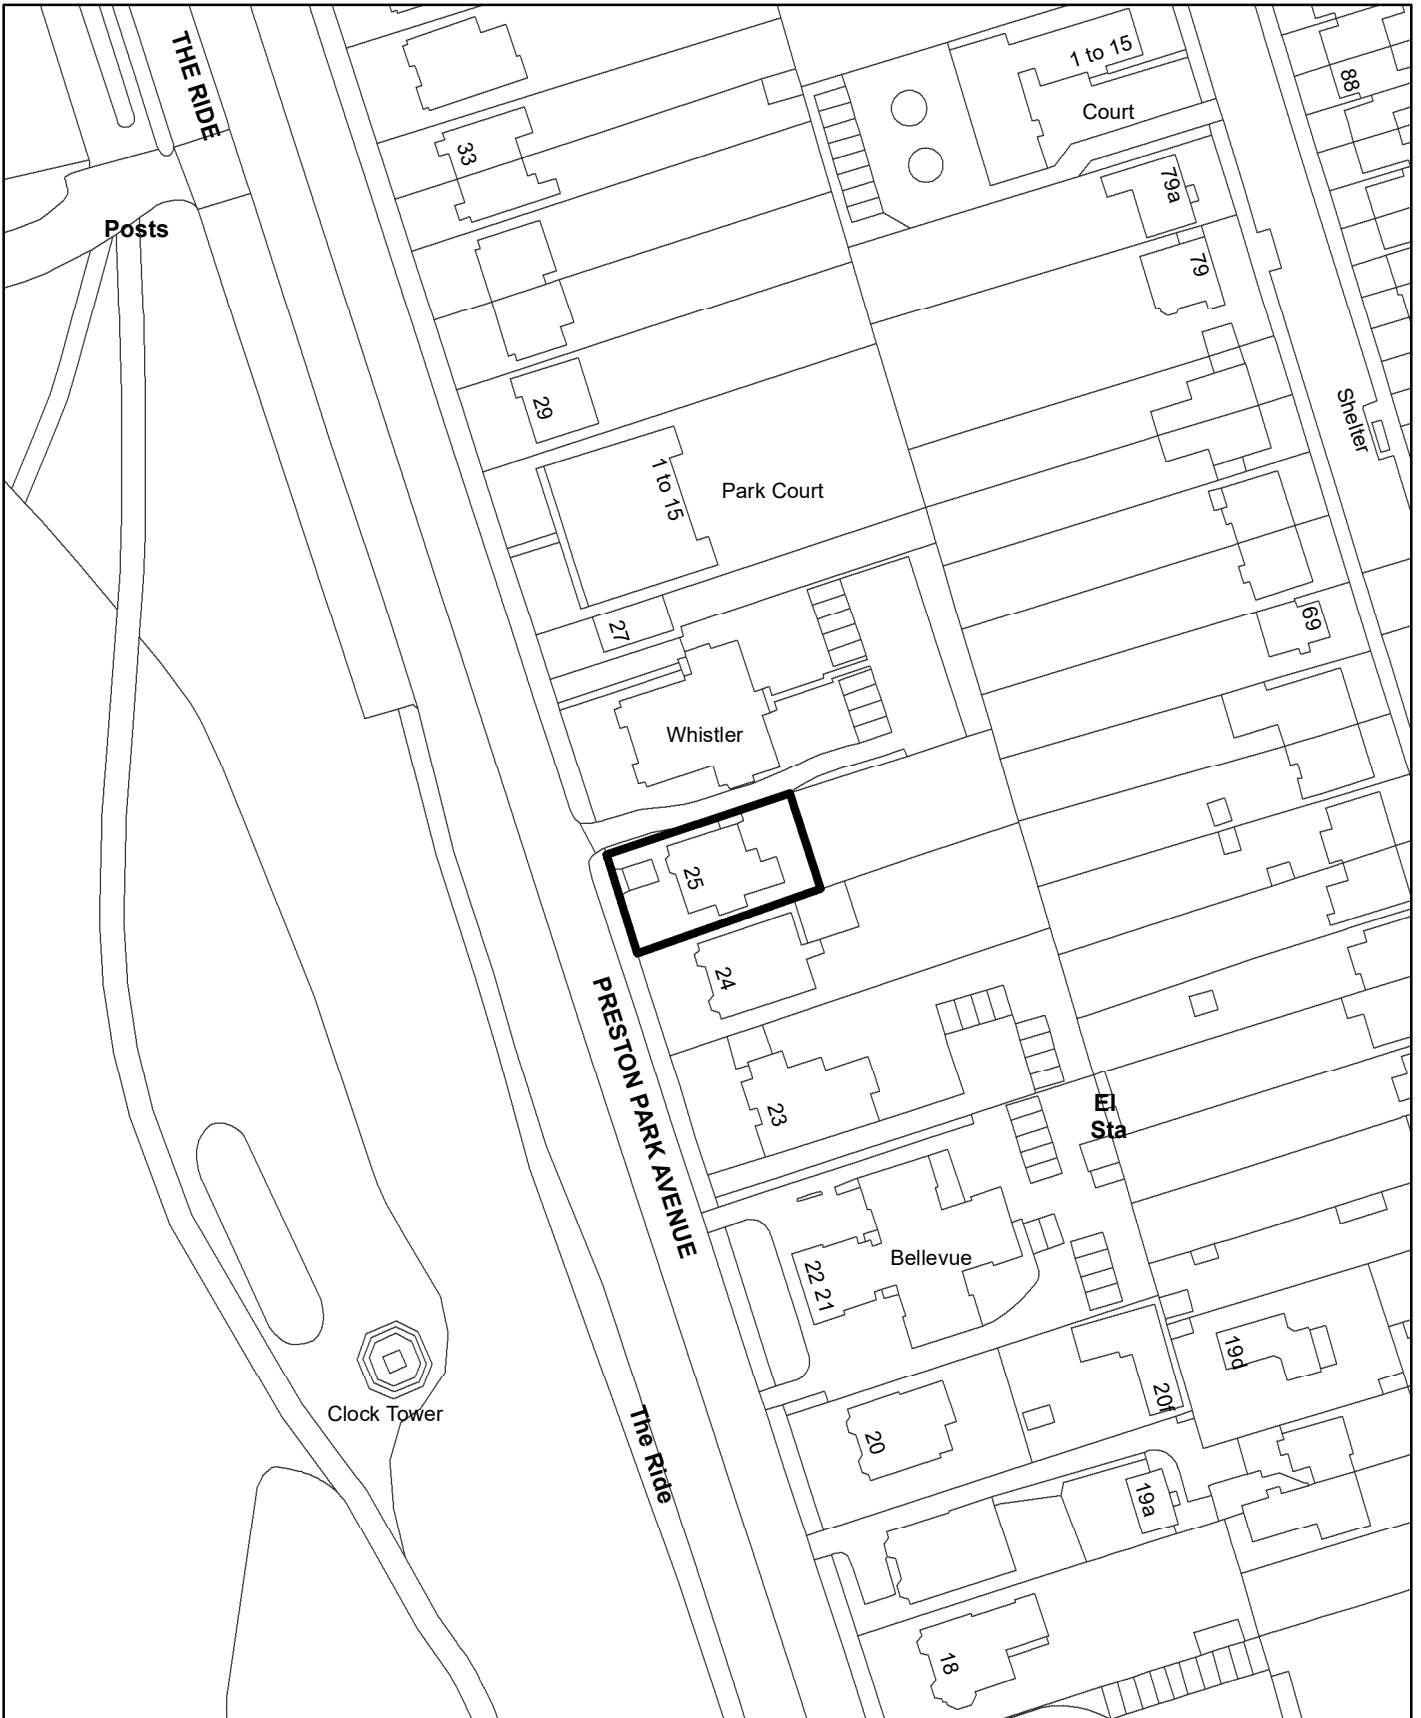 THE RIDE
1 to 15
Court
88
33
79a
Posts
79
29
Shelter
1 to 15
Park Court
27
69
Whistler
25
24
PRESTON PARK AVENUE
23
El
Sta
Bellevue
22 21
19d
20f
Clock Tower
The Ride
20
19a
18